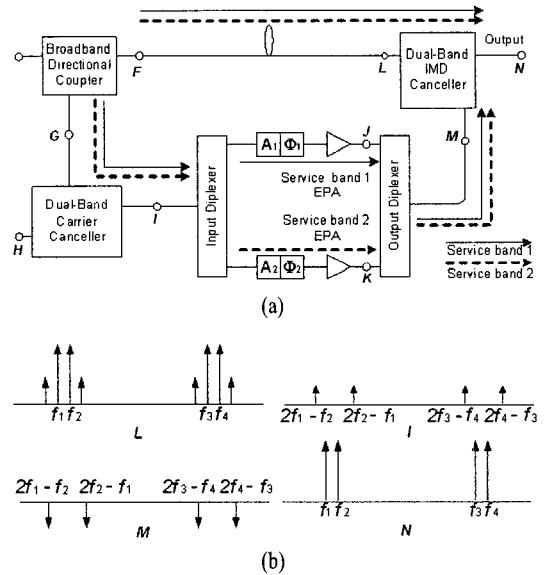 Broadband
Directional
Coupter
F
L
Dual-Band
IMD
Canceller
Output
N
G
Dual-Band
Carrier
Canceller
H
I
Input Diplexer
A1 Φ1
J
Service band 1
EPA
Service band 2
EPA
A2 Φ2
K
Output Diplexer
M
Service band 1
Service band 2
(a)
f1 f2 f3 f4
L
2f1 – f2 2f2 – f1 2f3 – f4 2f4 – f3
I
2f1 – f2 2f2 – f1 2f3 – f4 2f4 – f3
M
f1 f2 f3 f4
N
(b)